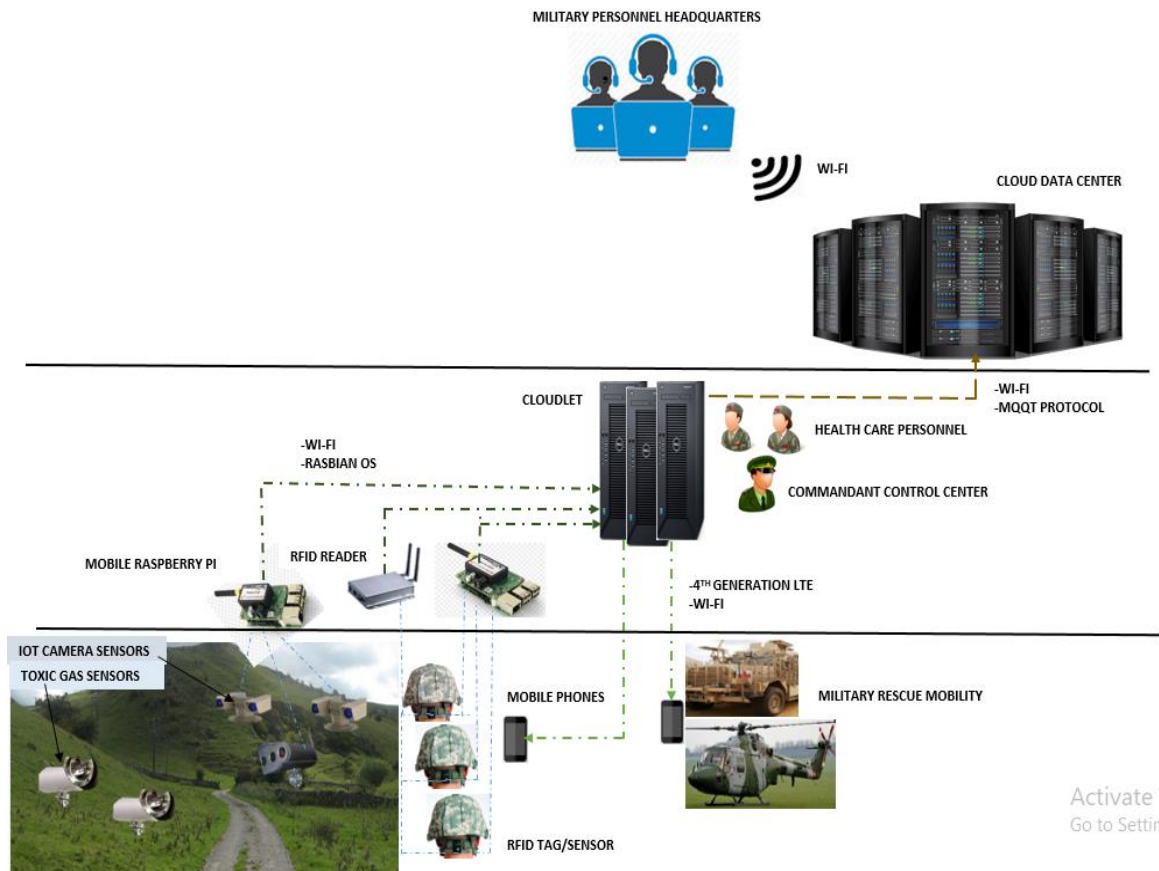 MILITARY PERSONNEL HEADQUARTERS
WI-FI
CLOUD DATA CENTER
CLOUDLET
-WI-FI
-MQQT PROTOCOL
HEALTH CARE PERSONNEL
-WI-FI
-RASBIAN OS
COMMANDANT CONTROL CENTER
MOBILE RASPBERRY PI
RFID READER
-4TH GENERATION LTE
-WI-FI
IOT CAMERA SENSORS
TOXIC GAS SENSORS
MOBILE PHONES
MILITARY RESCUE MOBILITY
RFID TAG/SENSOR
Activate
Go to Settin